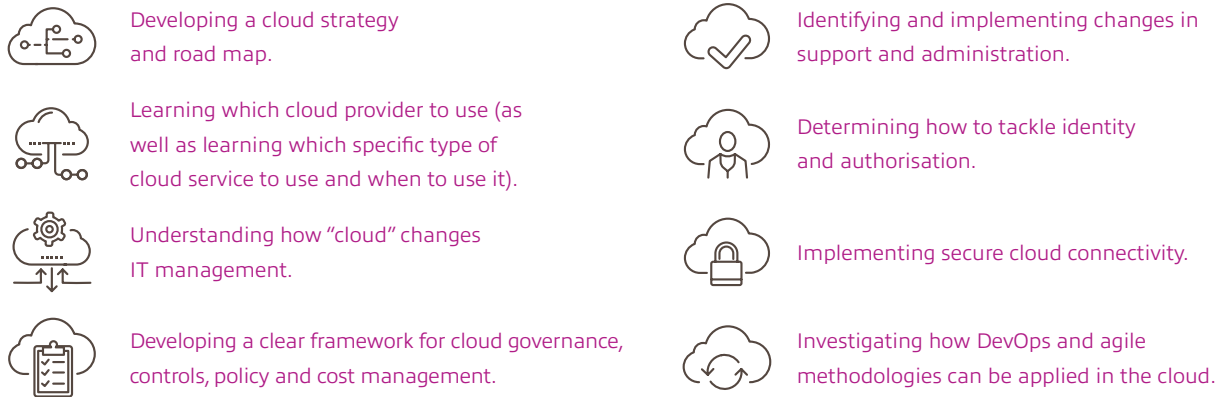 Developing a cloud strategy
and road map.
Learning which cloud provider to use (as
well as learning which specific type of
cloud service to use and when to use it).
Understanding how “cloud” changes
IT management.
Developing a clear framework for cloud governance,
controls, policy and cost management.
Identifying and implementing changes in
support and administration.
Determining how to tackle identity
and authorisation.
Implementing secure cloud connectivity.
Investigating how DevOps and agile
methodologies can be applied in the cloud.